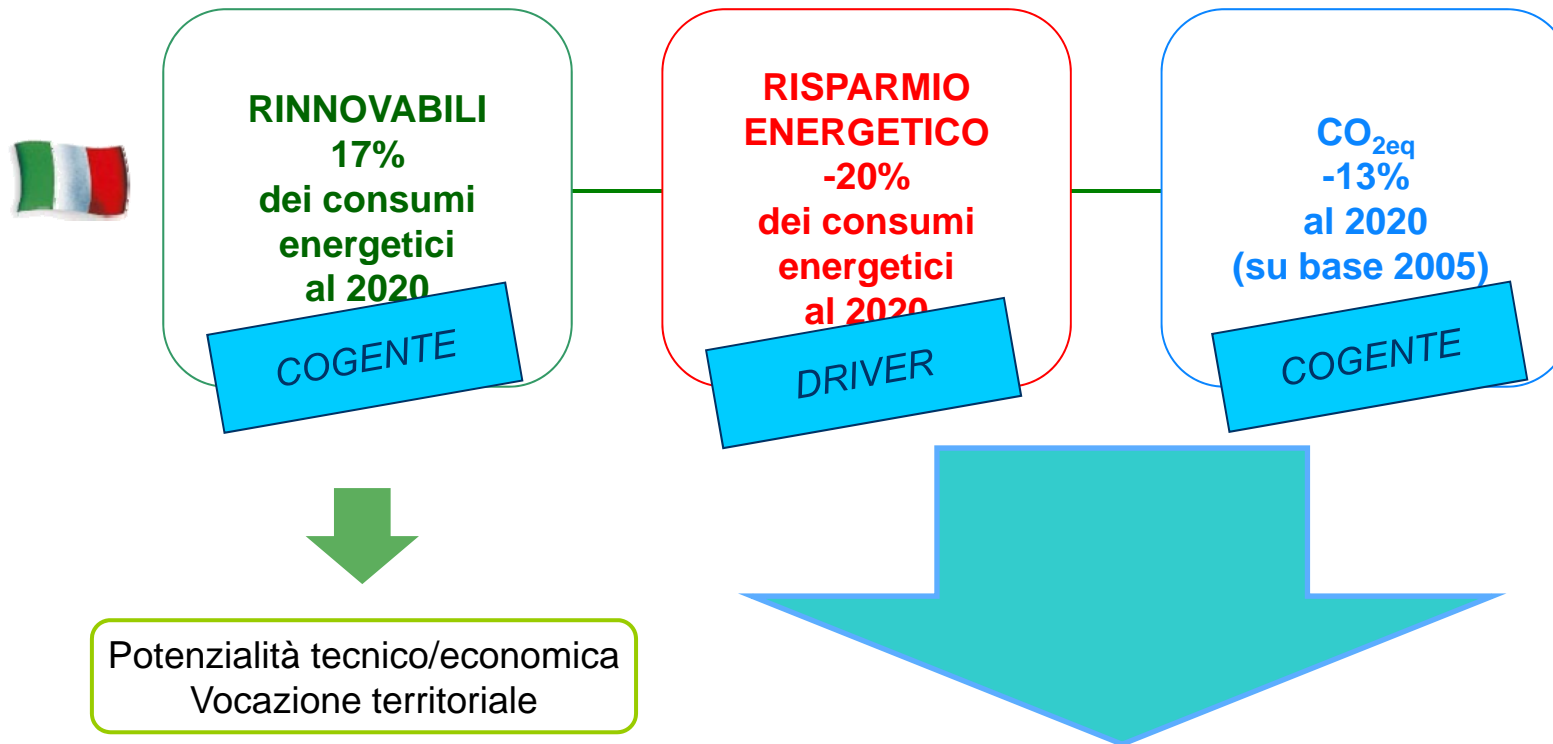 RINNOVABILI
17%
dei consumi
energetici
al 2020
COGENTE
RISPARMIO
ENERGETICO
-20%
dei consumi
energetici
al 2020
DRIVER
CO2eq
-13%
al 2020
(su base 2005)
COGENTE
Potenzialità tecnico/economica
Vocazione territoriale